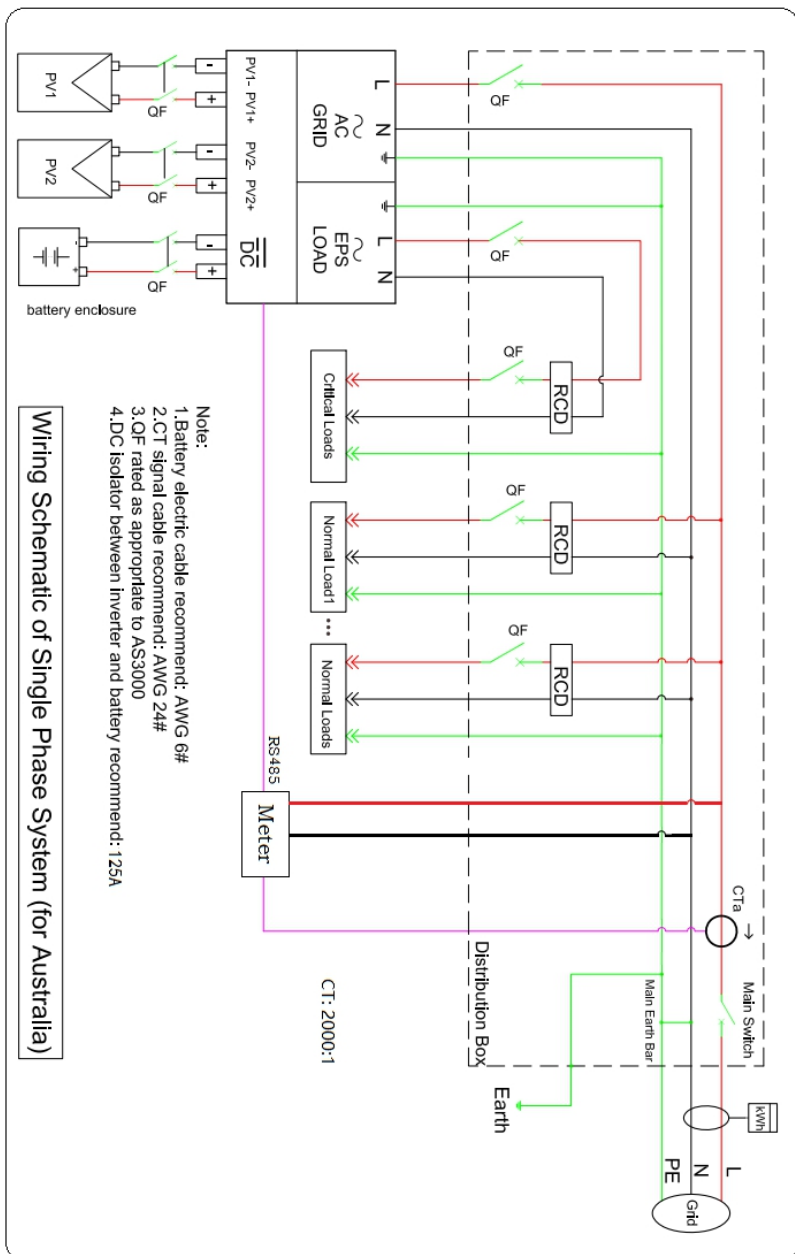 PV1
QF
PV2
QF
QF
battery enclosure
-
+
-
+
-
+
-
+
PV1- PV1+
PV2- PV2+
DC
AC
GRID
L
N
EPS
LOAD
L
N
QF
QF
QF
RCD
Critical Loads
QF
RCD
Normal Load1
...
QF
RCD
Normal Loads
RS485
Meter
CTa
CT: 2000:1
Main Switch
Main Earth Bar
Distribution Box
Earth
kWh
L
N
PE
Grid
Note:
1.Battery electric cable recommend: AWG 6#
2.CT signal cable recommend: AWG 24#
3.QF rated as appropriate to AS3000
4.DC isolator between inverter and battery recommend: 125A
Wiring Schematic of Single Phase System (for Australia)